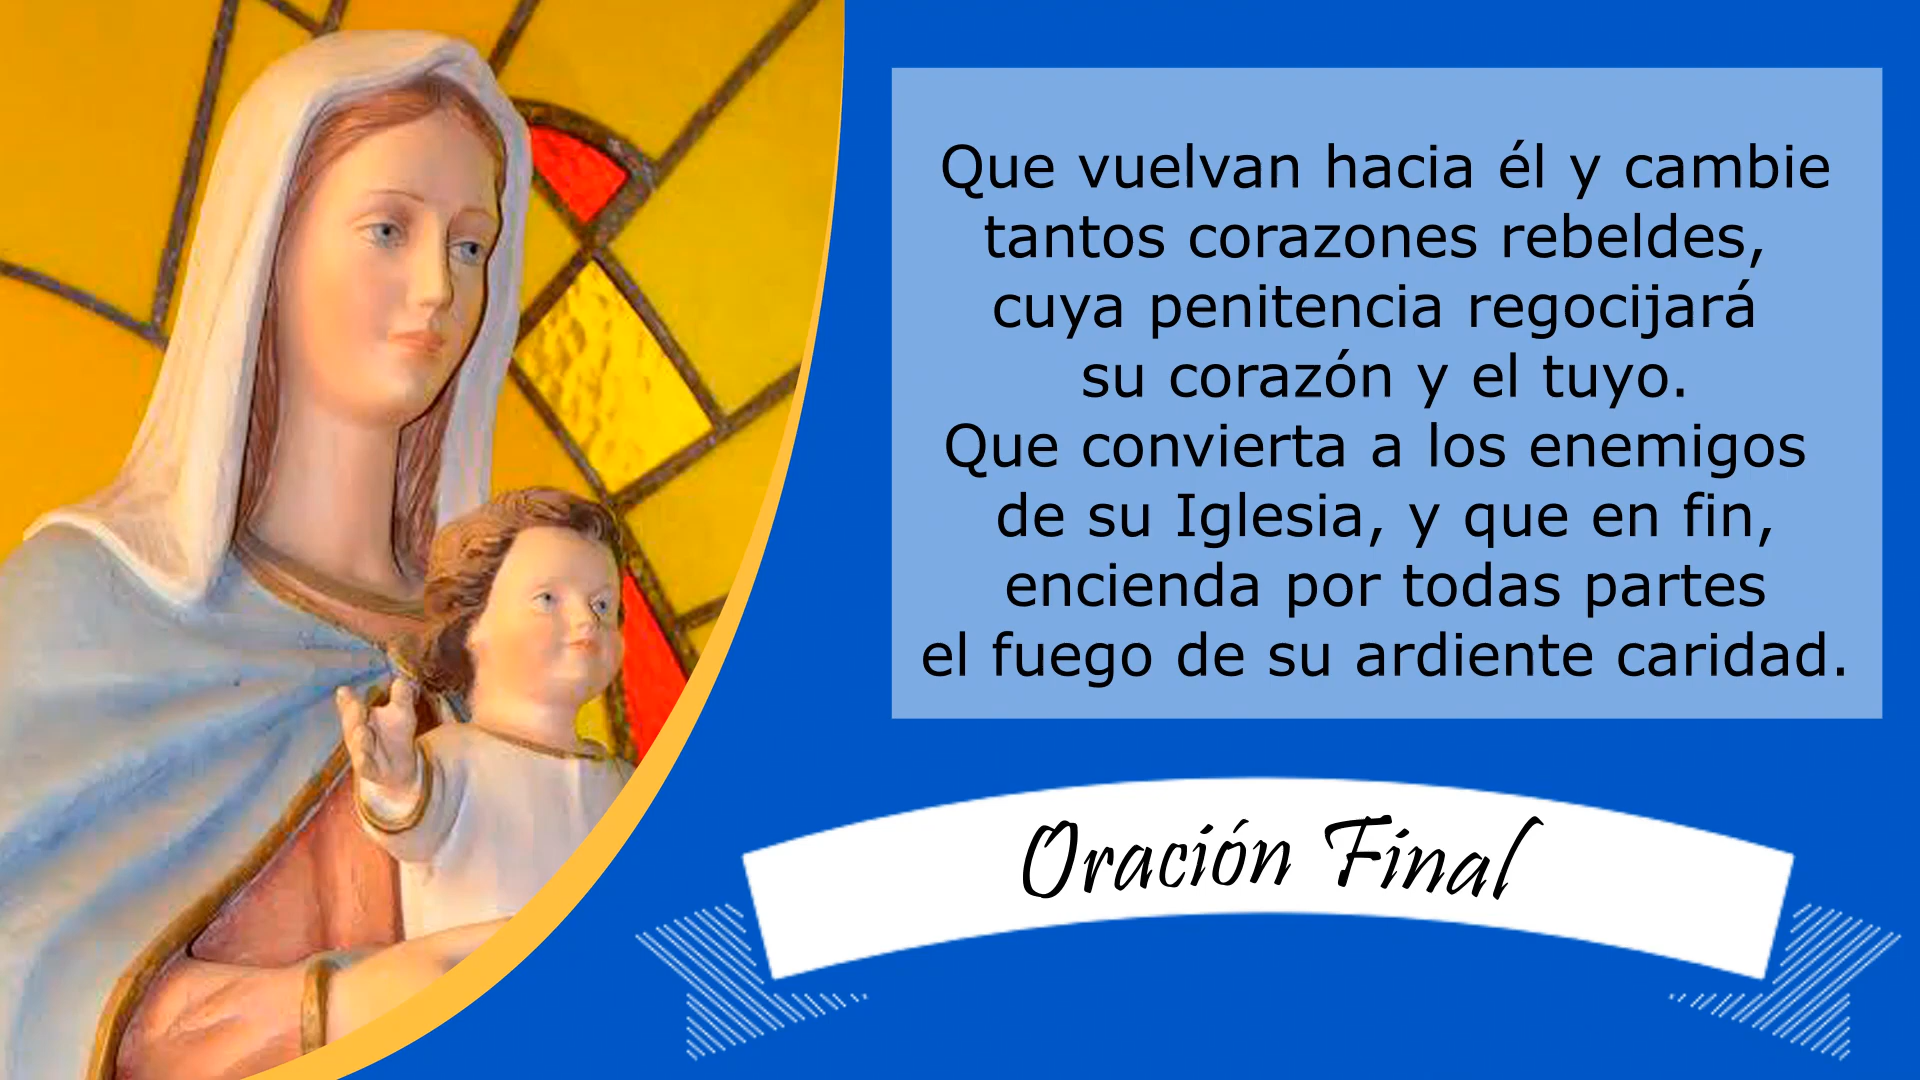 Que vuelvan hacia él y cambie
tantos corazones rebeldes,
cuya penitencia regocijará
su corazón y el tuyo.
Que convierta a los enemigos
de su Iglesia, y que en fin,
encienda por todas partes
el fuego de su ardiente caridad.
Oración Final